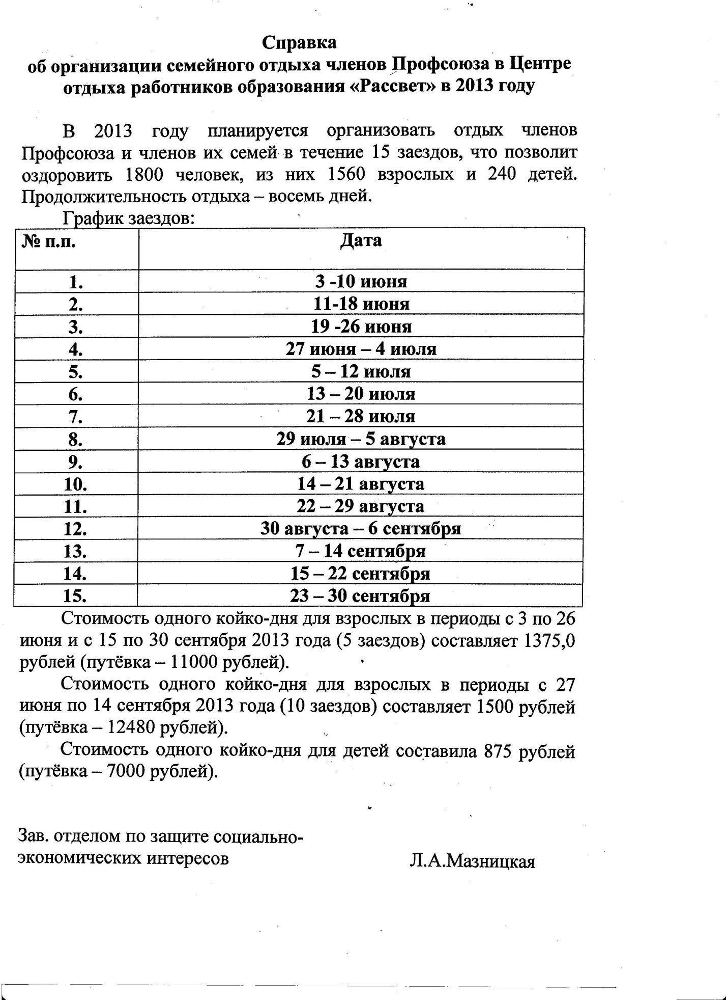 Справка
об организации семейного отдыха членов Профсоюза в Центре
отдыха работников образования «Рассвет» в 2013 году
В 2013 году планируется организовать отдых членов
Профсоюза и членов их семей в течение 15 заездов, что позволит
оздоровить 1800 человек, из них 1560 взрослых и 240 детей.
Продолжительность отдыха – восемь дней.
График заездов:
№ п.п. Дата
1. 3 -10 июня
2. 11-18 июня
3. 19 -26 июня
4. 27 июня – 4 июля
5. 5 – 12 июля
6. 13 – 20 июля
7. 21 – 28 июля
8. 29 июля – 5 августа
9. 6 – 13 августа
10. 14 – 21 августа
11. 22 – 29 августа
12. 30 августа – 6 сентября
13. 7 – 14 сентября
14. 15 – 22 сентября
15. 23 – 30 сентября
Стоимость одного койко-дня для взрослых в периоды с 3 по 26
июня и с 15 по 30 сентября 2013 года (5 заездов) составляет 1375,0
рублей (путёвка – 11000 рублей).
Стоимость одного койко-дня для взрослых в периоды с 27
июня по 14 сентября 2013 года (10 заездов) составляет 1500 рублей
(путёвка – 12480 рублей).
Стоимость одного койко-дня для детей составила 875 рублей
(путёвка – 7000 рублей).
Зав. отделом по защите социально-
экономических интересов Л.А.Мазницкая